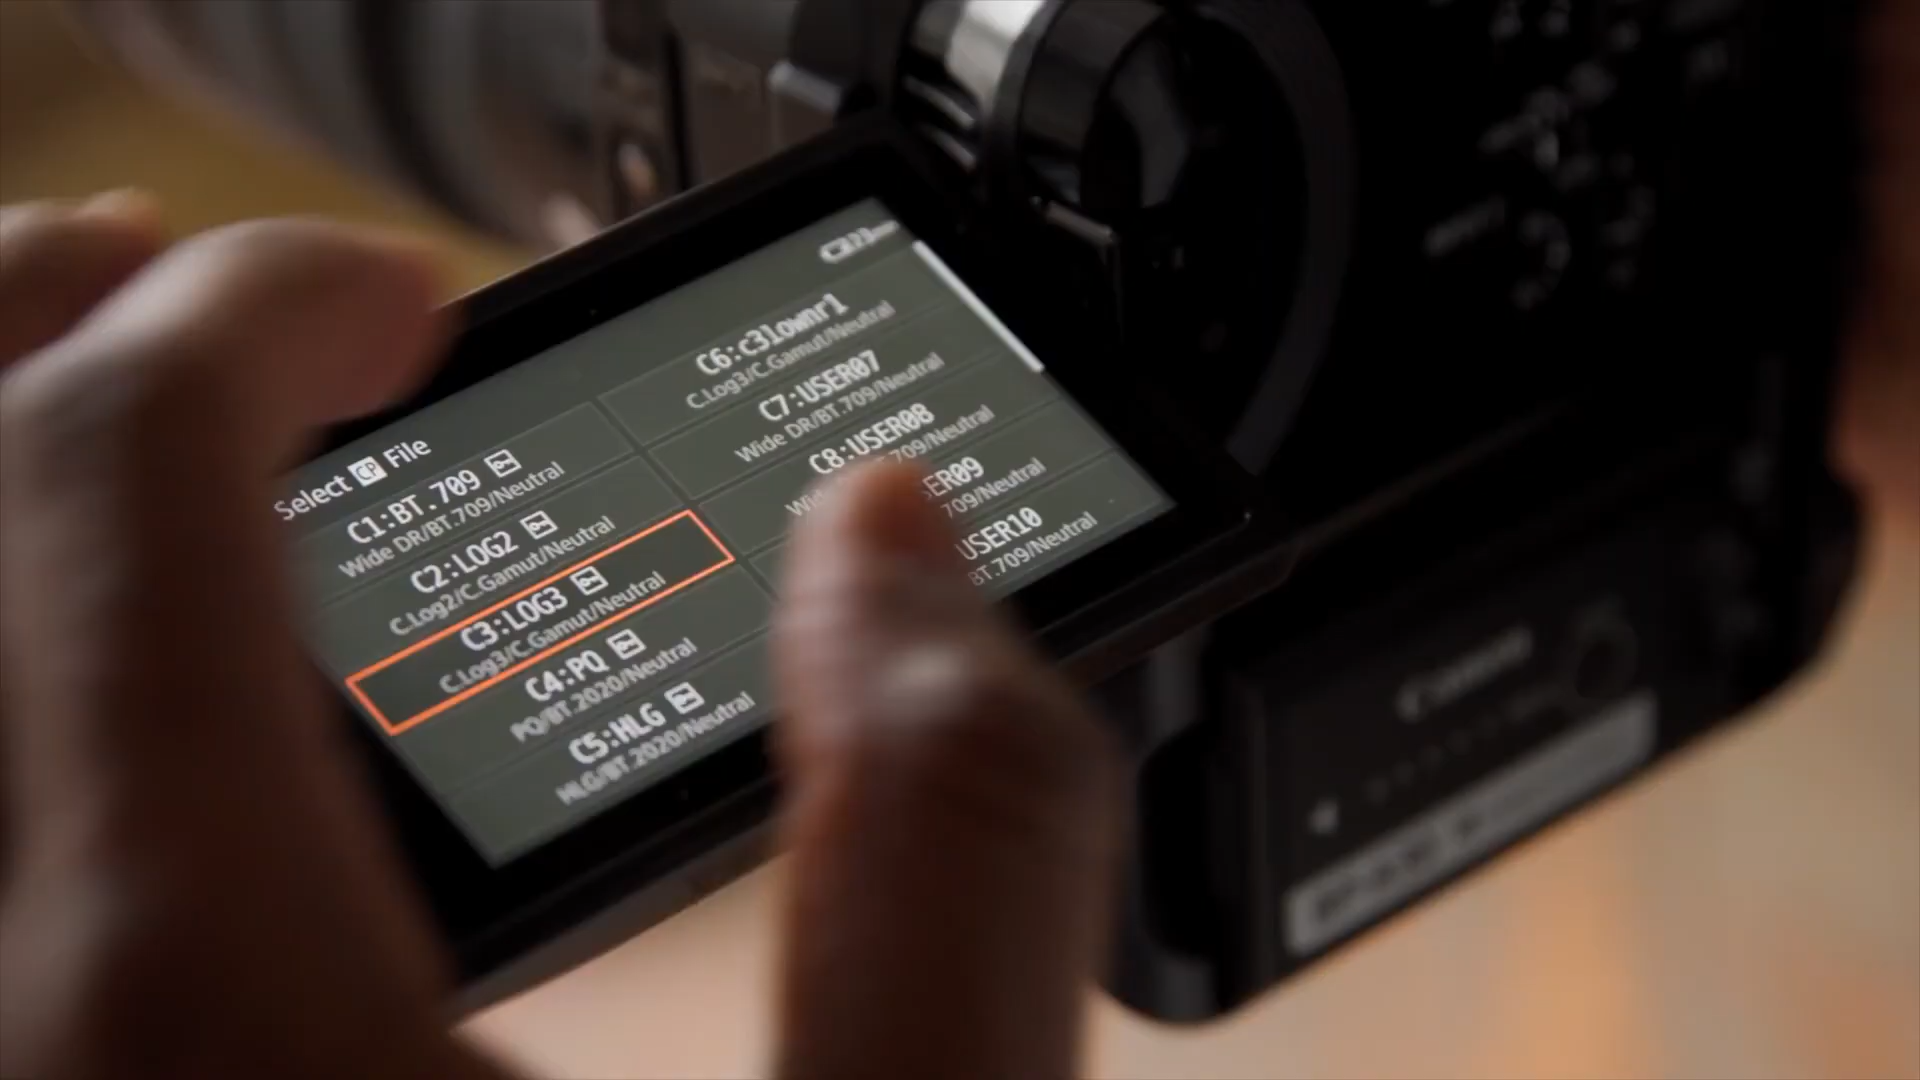 Select CP File
C1:BT.709
Wide DR/BT.709/Neutral
C2:LOG2
C.Log2/C.Gamut/Neutral
C3:LOG3
C.Log3/C.Gamut/Neutral
C4:PQ
PQ/BT.2020/Neutral
C5:HLG
HLG/BT.2020/Neutral
C6:c3lownr1
C.Log3/C.Gamut/Neutral
C7:USER07
Wide DR/BT.709/Neutral
C8:USER08
.709/Neutral
SER09
709/Neutral
USER10
BT.709/Neutral
Canon